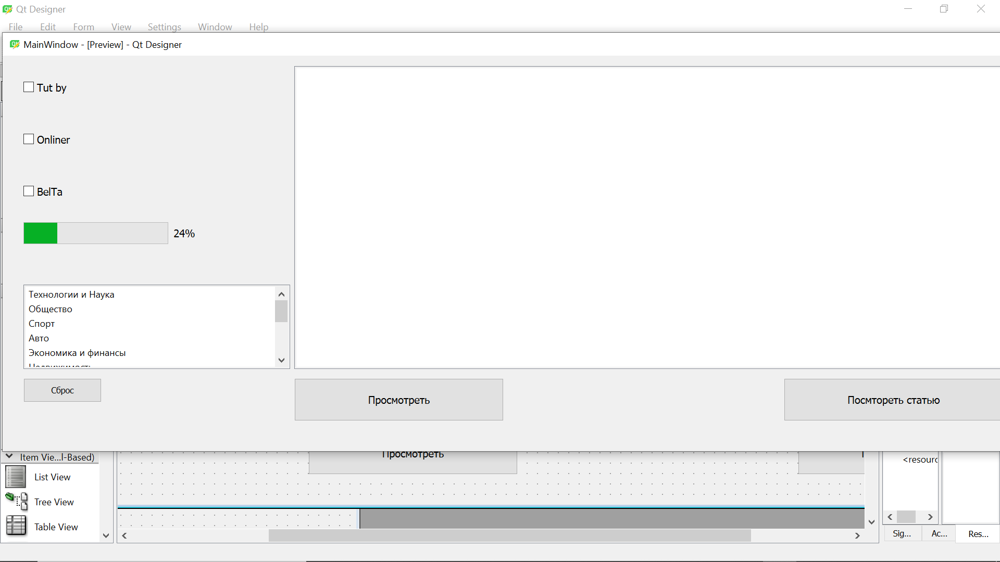 Qt Designer
File Edit Form View Settings Window Help
MainWindow - [Preview] - Qt Designer
Tut by
Onliner
BelTa
24%
Технологии и Наука
Общество
Спорт
Авто
Экономика и финансы
Недвижимость
Сброс
Просмотреть
Посмтореть статью
Просмотреть
Item Vie...l-Based)
List View
Tree View
Table View
<resourc
Sig... Ac... Res...